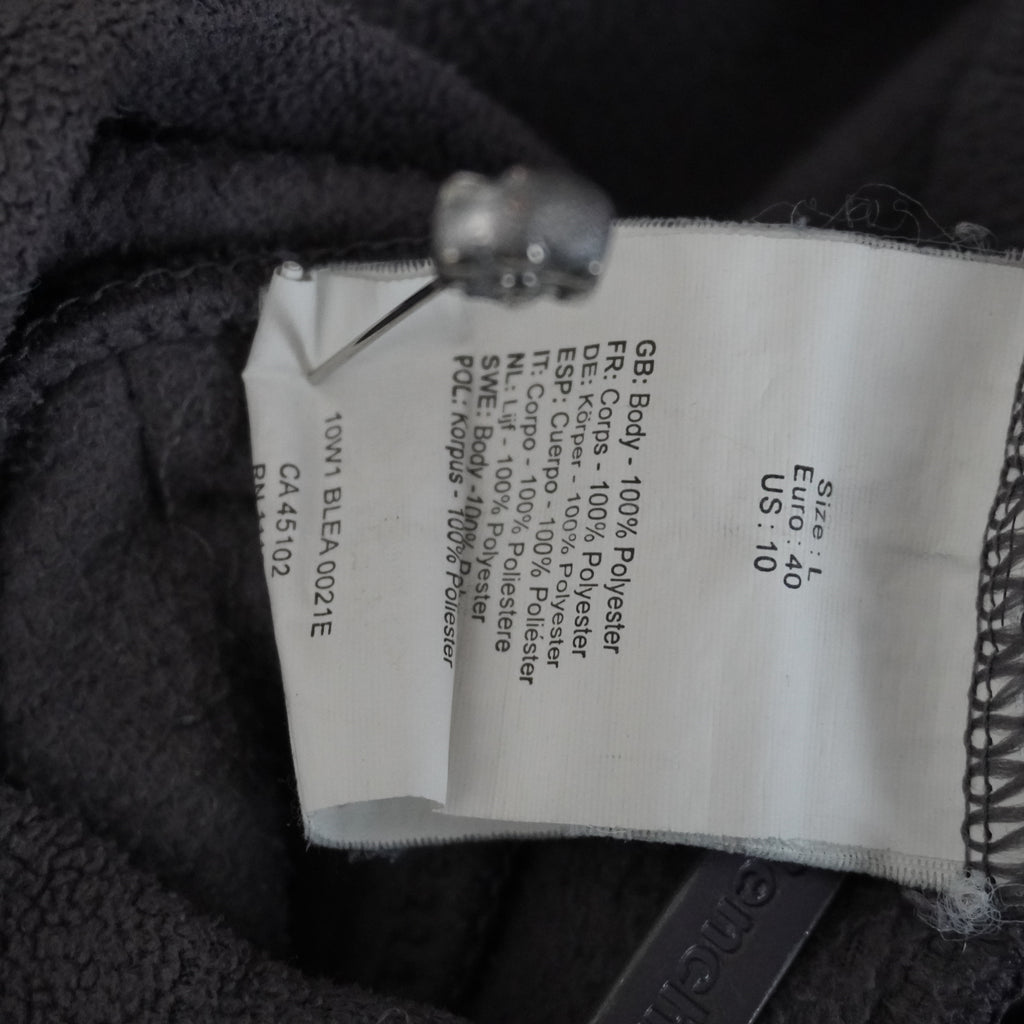 Size : L
Euro : 40
US : 10
GB: Body - 100% Polyester
FR: Corps - 100% Polyester
DE: Körper - 100% Polyester
ESP: Cuerpo - 100% Poliéster
IT: Corpo - 100% Poliestere
NL: Lijf - 100% Polyester
SWE: Body - 100% Polyester
POL: Korpus - 100% Poliester
10W1 BLEA 0021E
CA 45102